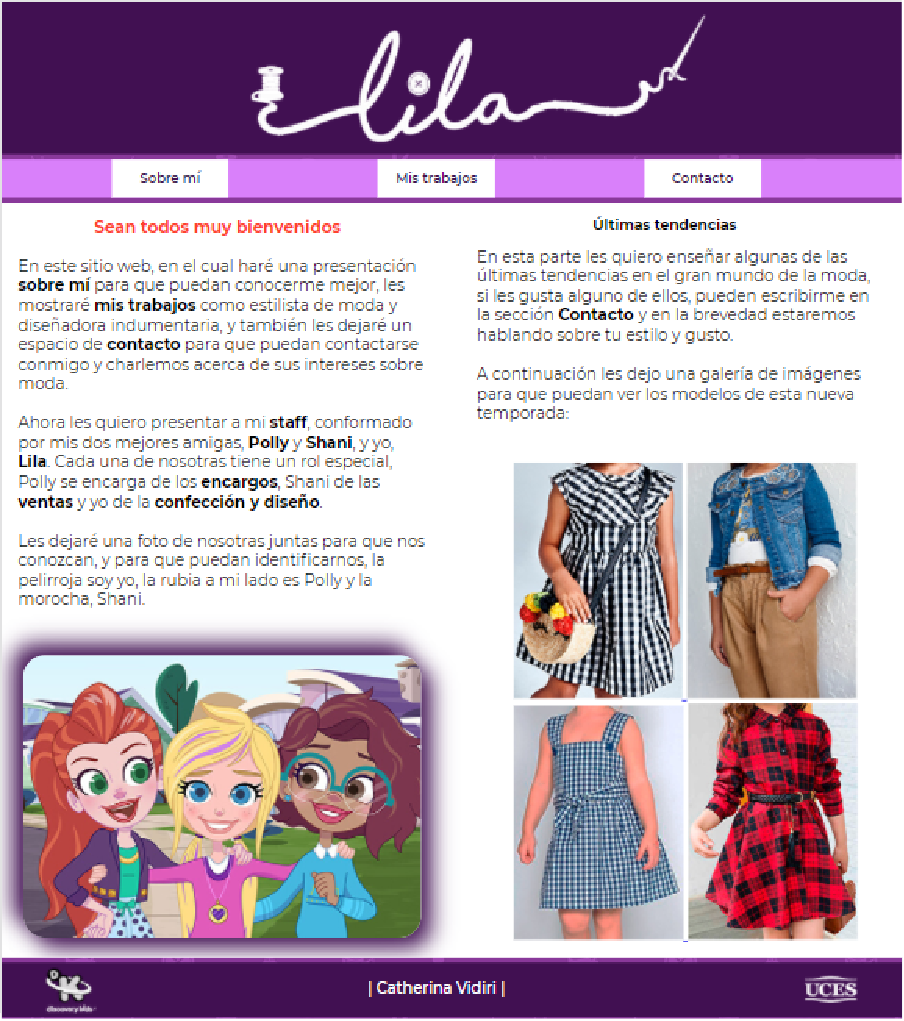 lila
Sobre mí
Mis trabajos
Contacto
Sean todos muy bienvenidos
En este sitio web, en el cual haré una presentación
sobre mí para que puedan conocerme mejor, les
mostraré mis trabajos como estilista de moda y
diseñadora indumentaria, y también les dejaré un
espacio de contacto para que puedan contactarse
conmigo y charlemos acerca de sus intereses sobre
moda.
Ahora les quiero presentar a mi staff, conformado
por mis dos mejores amigas, Polly y Shani, y yo,
Lila. Cada una de nosotras tiene un rol especial,
Polly se encarga de los encargos, Shani de las
ventas y yo de la confección y diseño.
Les dejaré una foto de nosotras juntas para que nos
conozcan, y para que puedan identificarnos, la
pelirroja soy yo, la rubia a mi lado es Polly y la
morocha, Shani.
Últimas tendencias
En esta parte les quiero enseñar algunas de las
últimas tendencias en el gran mundo de la moda,
si les gusta alguno de ellos, pueden escribirme en
la sección Contacto y en la brevedad estaremos
hablando sobre tu estilo y gusto.
A continuación les dejo una galería de imágenes
para que puedan ver los modelos de esta nueva
temporada:
K
discovery kids
| Catherina Vidiri |
UCES